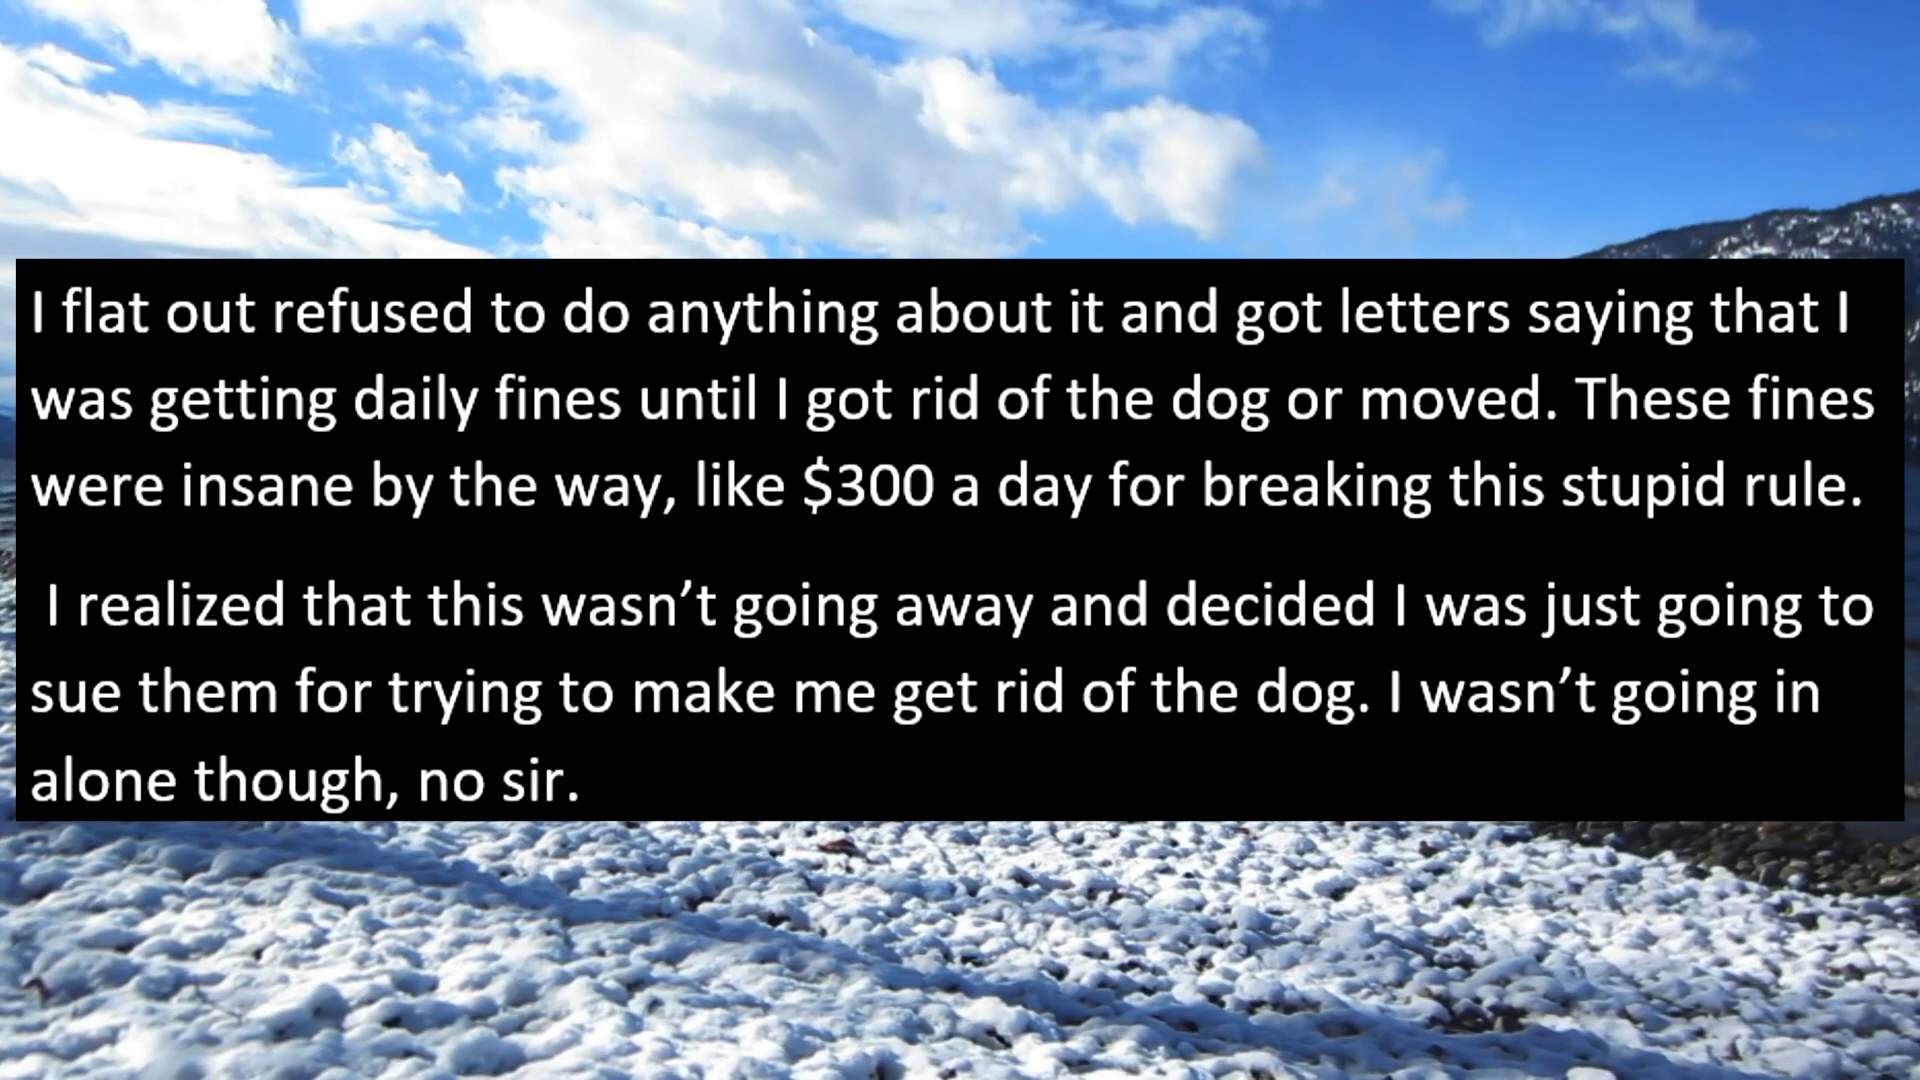 I flat out refused to do anything about it and got letters saying that I
was getting daily fines until I got rid of the dog or moved. These fines
were insane by the way, like $300 a day for breaking this stupid rule.
I realized that this wasn’t going away and decided I was just going to
sue them for trying to make me get rid of the dog. I wasn’t going in
alone though, no sir.